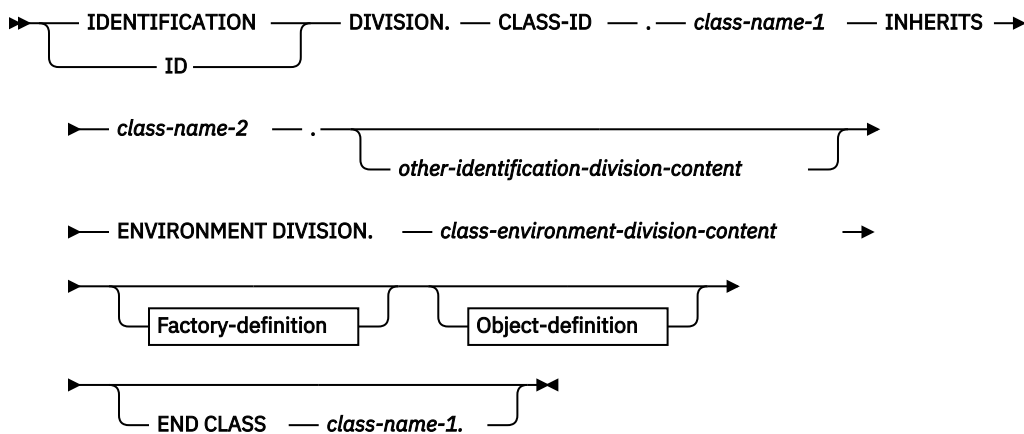 IDENTIFICATION DIVISION. CLASS-ID . class-name-1 INHERITS
ID
class-name-2 .
other-identification-division-content
ENVIRONMENT DIVISION. class-environment-division-content
Factory-definition Object-definition
END CLASS class-name-1.